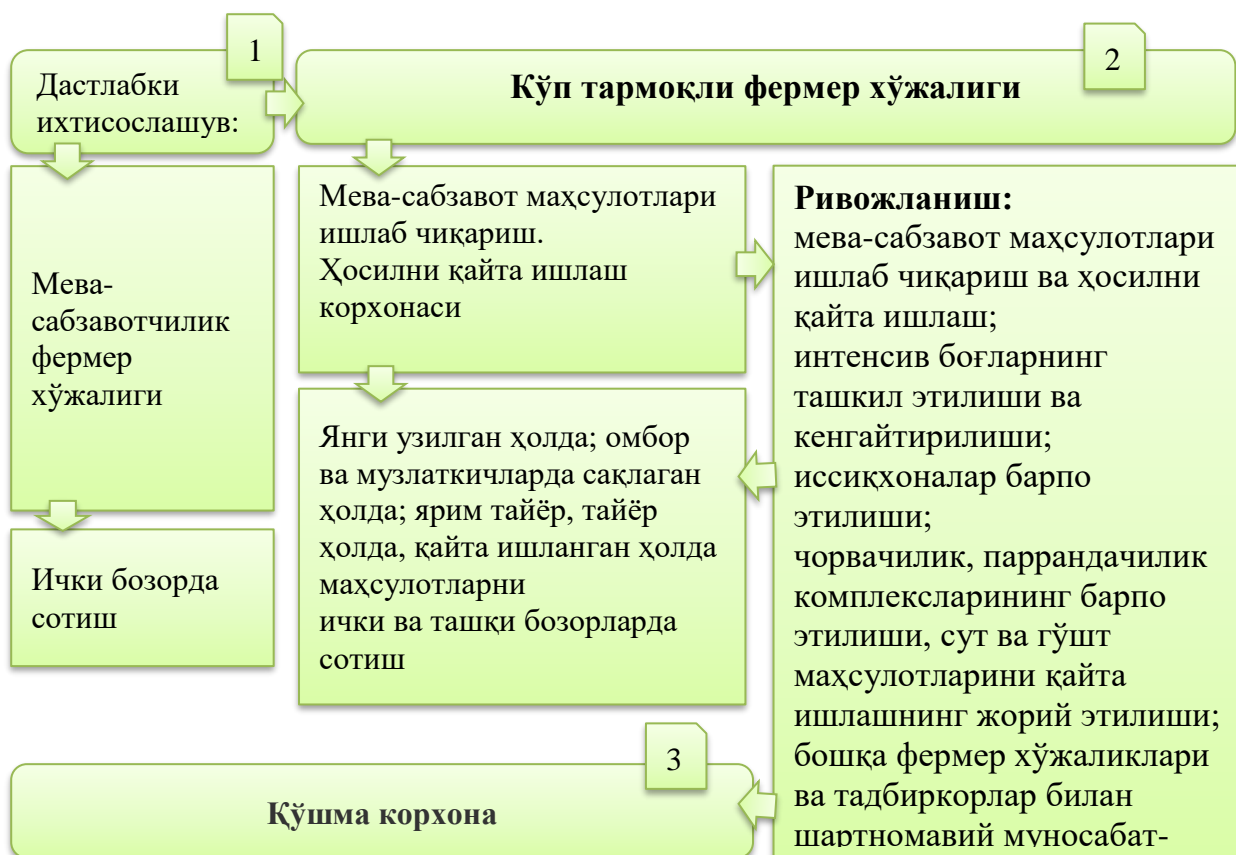 1
Дастлабки
ихтисослашув:
2
Кўп тармоқли фермер хўжалиги
Мева-
сабзавотчилик
фермер
хўжалиги
Ички бозорда
сотиш
Мева-сабзавот маҳсулотлари
ишлаб чиқариш.
Ҳосилни қайта ишлаш
корхонаси
Янги узилган ҳолда; омбор
ва музлаткичларда сақлаган
ҳолда; ярим тайёр, тайёр
ҳолда, қайта ишланган ҳолда
маҳсулотларни
ички ва ташқи бозорларда
сотиш
Ривожланиш:
мева-сабзавот маҳсулотлари
ишлаб чиқариш ва ҳосилни
қайта ишлаш;
интенсив боғларнинг
ташкил этилиши ва
кенгайтирилиши;
иссиқхоналар барпо
этилиши;
чорвачилик, паррандачилик
комплексларининг барпо
этилиши, сут ва гўшт
маҳсулотларини қайта
ишлашнинг жорий этилиши;
бошқа фермер хўжаликлари
ва тадбиркорлар билан
шартномавий муносабат-
3
Қўшма корхона